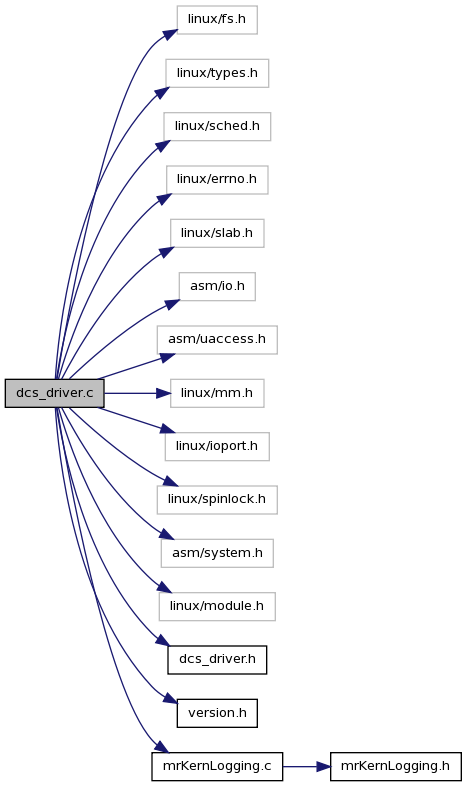 linux/fs.h
linux/types.h
linux/sched.h
linux/errno.h
linux/slab.h
asm/io.h
asm/uaccess.h
dcs_driver.c
linux/mm.h
linux/ioport.h
linux/spinlock.h
asm/system.h
linux/module.h
dcs_driver.h
version.h
mrKernLogging.c
mrKernLogging.h